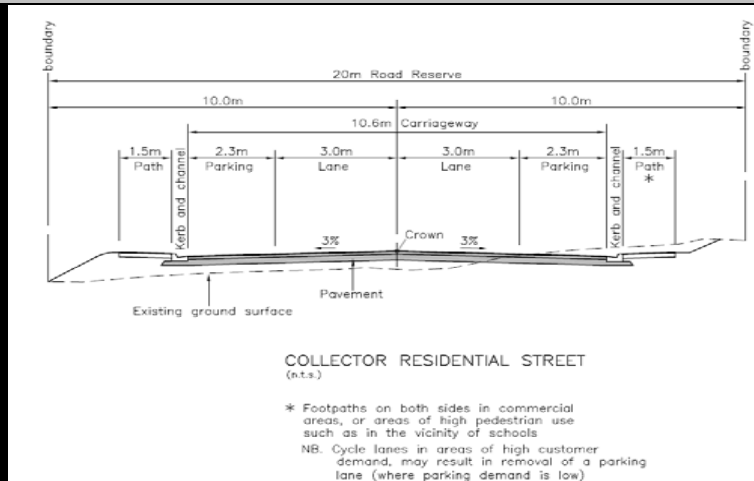 boundary
boundary
20m Road Reserve
10.0m
10.0m
10.6m Carriageway
1.5m
Path
Kerb and channel
2.3m
Parking
3.0m
Lane
3.0m
Lane
2.3m
Parking
Kerb and channel
1.5m
Path
*
3%
Crown
3%
Pavement
Existing ground surface
COLLECTOR RESIDENTIAL STREET
(n.t.s.)
* Footpaths on both sides in commercial
areas, or areas of high pedestrian use
such as in the vicinity of schools
NB. Cycle lanes in areas of high customer
demand, may result in removal of a parking
lane (where parking demand is low)